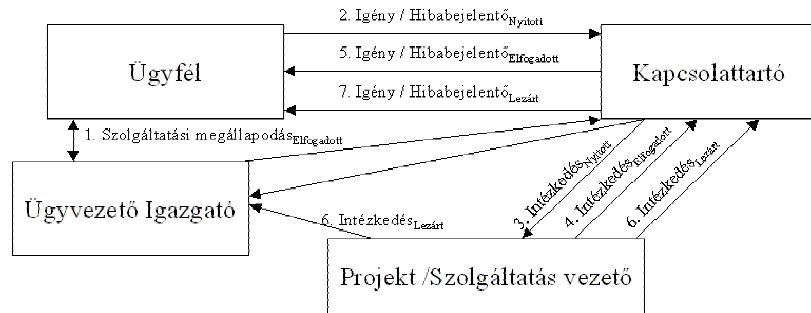 2. Igény / Hibabejelentő Nyitott
Ügyfél
5. Igény / Hibabejelentő Elfogadott
Kapcsolattartó
7. Igény / Hibabejelentő Lezárt
1. Szolgáltatási megállapodás Elfogadott
Ügyvezető Igazgató
3. Intézkedés Nyitott
4. Intézkedés Elfogadott
6. Intézkedés Lezárt
6. Intézkedés Lezárt
Projekt /Szolgáltatás vezető